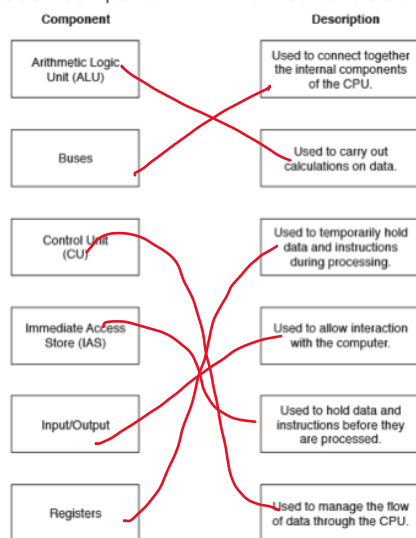 Component
Description
Arithmetic Logic
Unit (ALU)
Used to connect together
the internal components
of the CPU.
Buses
Used to carry out
calculations on data.
Control Unit
(CU)
Used to temporarily hold
data and instructions
during processing.
Immediate Access
Store (IAS)
Used to allow interaction
with the computer.
Input/Output
Used to hold data and
instructions before they
are processed.
Registers
Used to manage the flow
of data through the CPU.